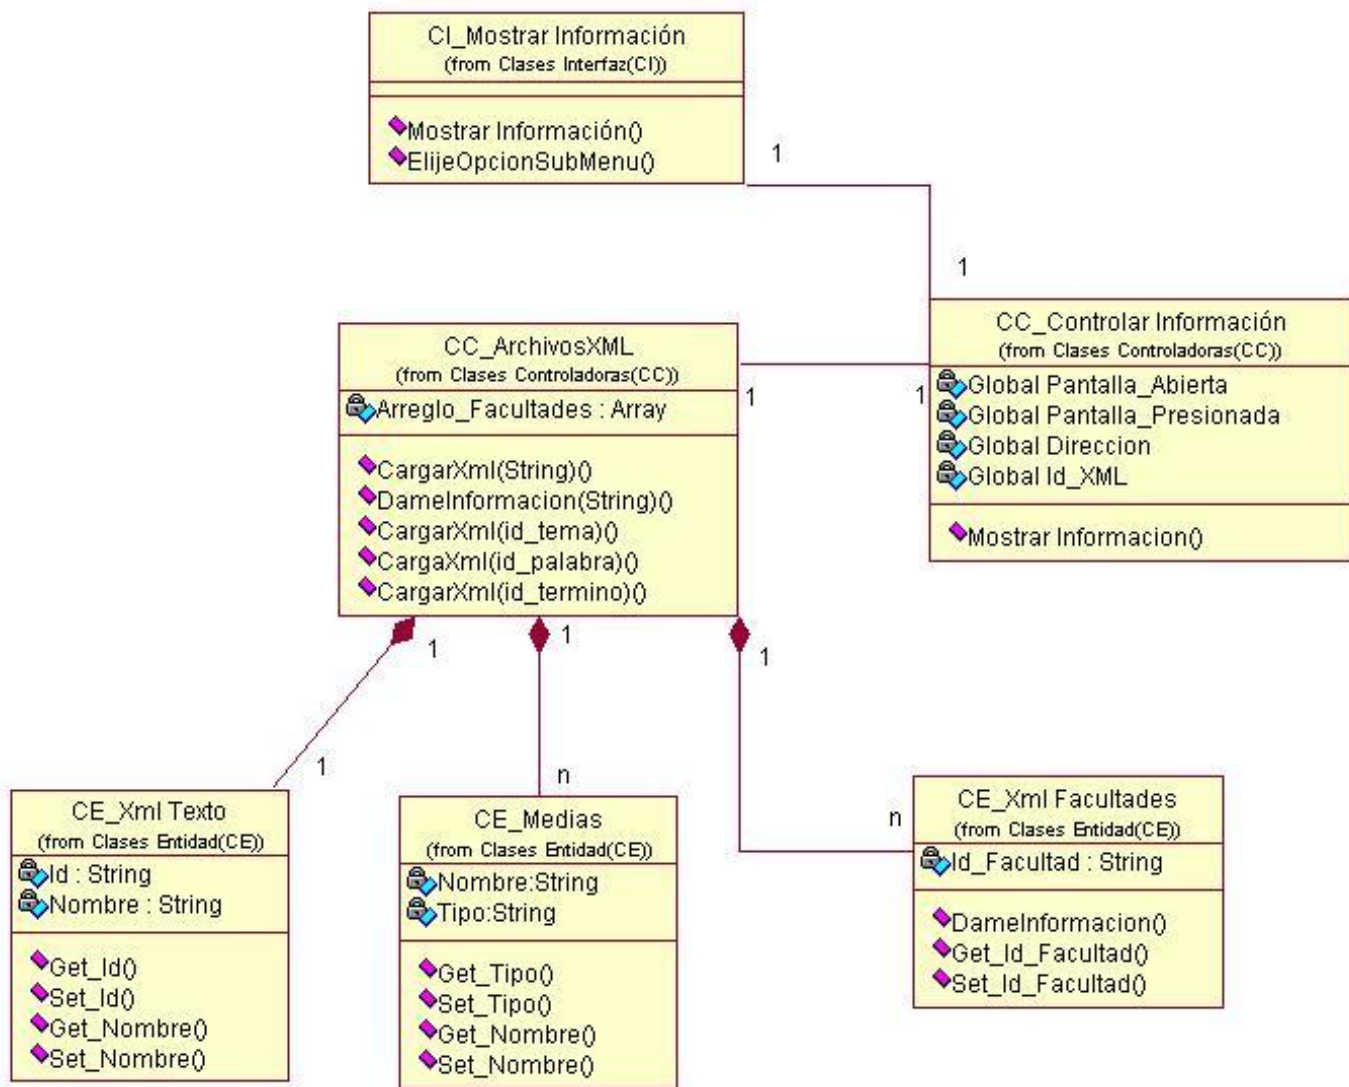 CI_Mostrar Información
(from Clases Interfaz(CI))
Mostrar Información()
ElijeOpcionSubMenu()
1
1
CC_Controlar Información
(from Clases Controladoras(CC))
Global Pantalla_Abierta
Global Pantalla_Presionada
Global Direccion
Global Id_XML
Mostrar Informacion()
1
1
CC_ArchivosXML
(from Clases Controladoras(CC))
Arreglo_Facultades : Array
CargarXml(String)()
DameInformacion(String)()
CargarXml(id_tema)()
CargaXml(id_palabra)()
CargarXml(id_termino)()
1
1
1
1
n
n
CE_Xml Texto
(from Clases Entidad(CE))
Id : String
Nombre : String
Get_Id()
Set_Id()
Get_Nombre()
Set_Nombre()
CE_Medias
(from Clases Entidad(CE))
Nombre:String
Tipo:String
Get_Tipo()
Set_Tipo()
Get_Nombre()
Set_Nombre()
CE_Xml Facultades
(from Clases Entidad(CE))
Id_Facultad : String
DameInformacion()
Get_Id_Facultad()
Set_Id_Facultad()